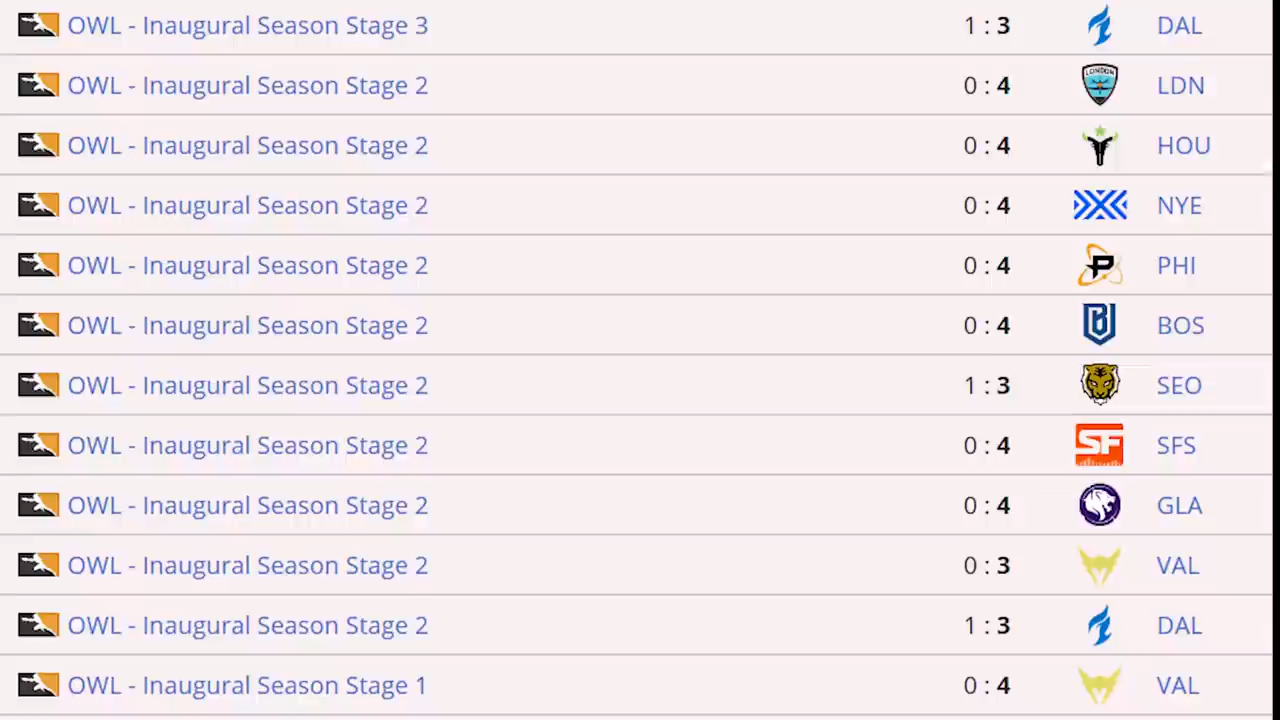 OWL - Inaugural Season Stage 3 1 : 3 DAL
OWL - Inaugural Season Stage 2 0 : 4 LONDON LDN
OWL - Inaugural Season Stage 2 0 : 4 HOU
OWL - Inaugural Season Stage 2 0 : 4 NYE
OWL - Inaugural Season Stage 2 0 : 4 P PHI
OWL - Inaugural Season Stage 2 0 : 4 B BOS
OWL - Inaugural Season Stage 2 1 : 3 SEO
OWL - Inaugural Season Stage 2 0 : 4 SF SFS
OWL - Inaugural Season Stage 2 0 : 4 GLA
OWL - Inaugural Season Stage 2 0 : 3 VAL
OWL - Inaugural Season Stage 2 1 : 3 DAL
OWL - Inaugural Season Stage 1 0 : 4 VAL